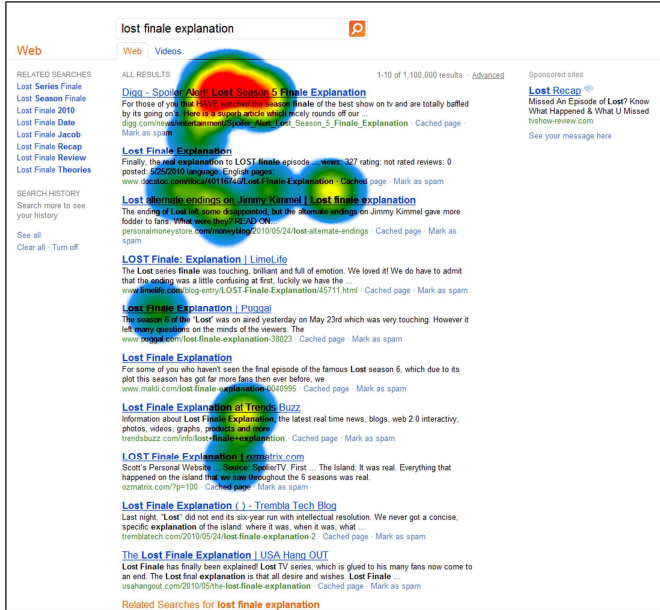 lost finale explanation
Web
Web Videos
RELATED SEARCHES
Lost Series Finale
Lost Season Finale
Lost Finale 2010
Lost Finale Date
Lost Finale Jacob
Lost Finale Recap
Lost Finale Review
Lost Finale Theories
SEARCH HISTORY
Search more to see
your history
See all
Clear all · Turn off
ALL RESULTS
1-10 of 1,100,000 results · Advanced
Digg - Spoiler Alert! Lost Season 5 Finale Explanation
For those of you that HAVE watched the season finale of the best show on tv and are totally baffled
by its going on's. Here is a superb article which nicely rounds off our ...
digg.com/news/entertainment/Spoiler_Alert_Lost_Season_5_Finale_Explanation · Cached page ·
Mark as spam
Lost Finale Explanation
Finally, the real explanation to LOST finale episode ... views: 327 rating: not rated reviews: 0
posted: 5/25/2010 language: English pages:
www.docstoc.com/docs/40116746/Lost-Finale-Explanation · Cached page · Mark as spam
Lost alternate endings on Jimmy Kimmel | Lost finale explanation
The ending of Lost left some disappointed, but the alternate endings on Jimmy Kimmel gave more
fodder to fans. What were they? READ ON...
personalmoneystore.com/moneyblog/2010/05/24/lost-alternate-endings · Cached page · Mark as
spam
LOST Finale: Explanation | LimeLife
The Lost series finale was touching, brilliant and full of emotion. We loved it! We do have to admit
that the ending was a little confusing at first, luckily we have the ...
www.limelife.com/blog-entry/LOST-Finale-Explanation/45711.html · Cached page · Mark as spam
Lost Finale Explanation | Puggal
The season 6 of the "Lost" was on aired yesterday on May 23rd which was very touching. However it
left many questions on the minds of the viewers. The
www.puggal.com/lost-finale-explanation-38023 · Cached page · Mark as spam
Lost Finale Explanation
For some of you who haven't seen the final episode of the famous Lost season 6, which due to its
plot this season has got far more fans then ever before, we
www.makli.com/lost-finale-explanation-0040995 · Cached page · Mark as spam
Lost Finale Explanation at Trends Buzz
Information about Lost Finale Explanation, the latest real time news, blogs, web 2.0 interactivy,
photos, videos, graphs, products and more
trendsbuzz.com/info/lost+finale+explanation · Cached page · Mark as spam
LOST Finale Explanation | ozmatrix.com
Scott's Personal Website ... Source: SpolierTV. First ... The Island: It was real. Everything that
happened on the island that we saw throughout the 6 seasons was real.
ozmatrix.com/?p=100 · Cached page · Mark as spam
Lost Finale Explanation ( ) - Trembla Tech Blog
Last night, "Lost" did not end its six-year run with intellectual resolution. We never got a concise,
specific explanation of the island: where it was, when it was, what ...
tremblatech.com/2010/05/24/lost-finale-explanation-2 · Cached page · Mark as spam
The Lost Finale Explanation | USA Hang OUT
Lost Finale has finally been explained! Lost TV series, which is glued to his many fans now come to
an end. The Lost final explanation is that all desire and wishes. Lost Finale ...
usahangout.com/2010/05/the-lost-finale-explanation · Cached page · Mark as spam
Related Searches for lost finale explanation
Sponsored sites
Lost Recap
Missed An Episode of Lost? Know
What Happened & What U Missed
tvshow-review.com
See your message here